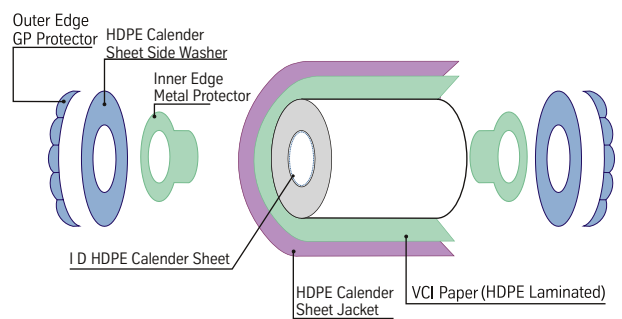 Outer Edge
GP Protector
HDPE Calender
Sheet Side Washer
Inner Edge
Metal Protector
I D HDPE Calender Sheet
HDPE Calender
Sheet Jacket
VCI Paper (HDPE Laminated)